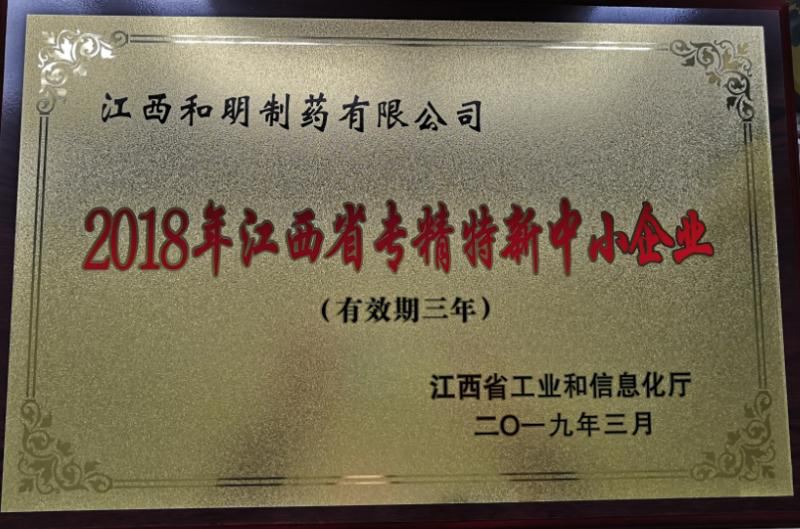 江西和明制药有限公司
2018年江西省专精特新中小企业
（有效期三年）
江西省工业和信息化厅
二〇一九年三月